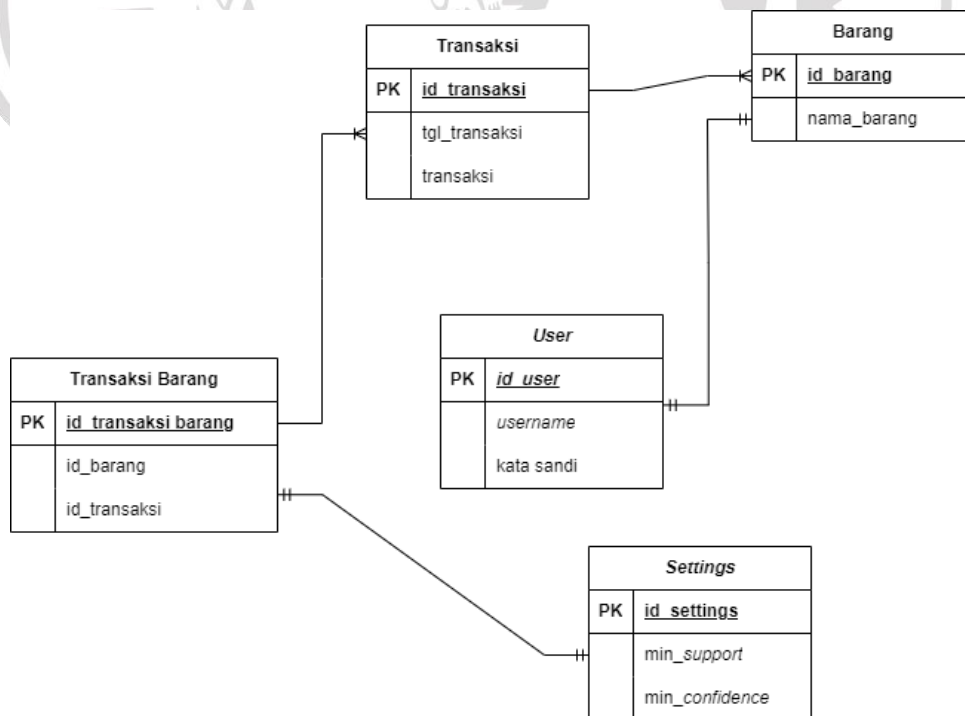 Transaksi
PK id_transaksi
tgl_transaksi
transaksi
Barang
PK id_barang
nama_barang
User
PK id_user
username
kata sandi
Transaksi Barang
PK id_transaksi barang
id_barang
id_transaksi
Settings
PK id_settings
min_support
min_confidence